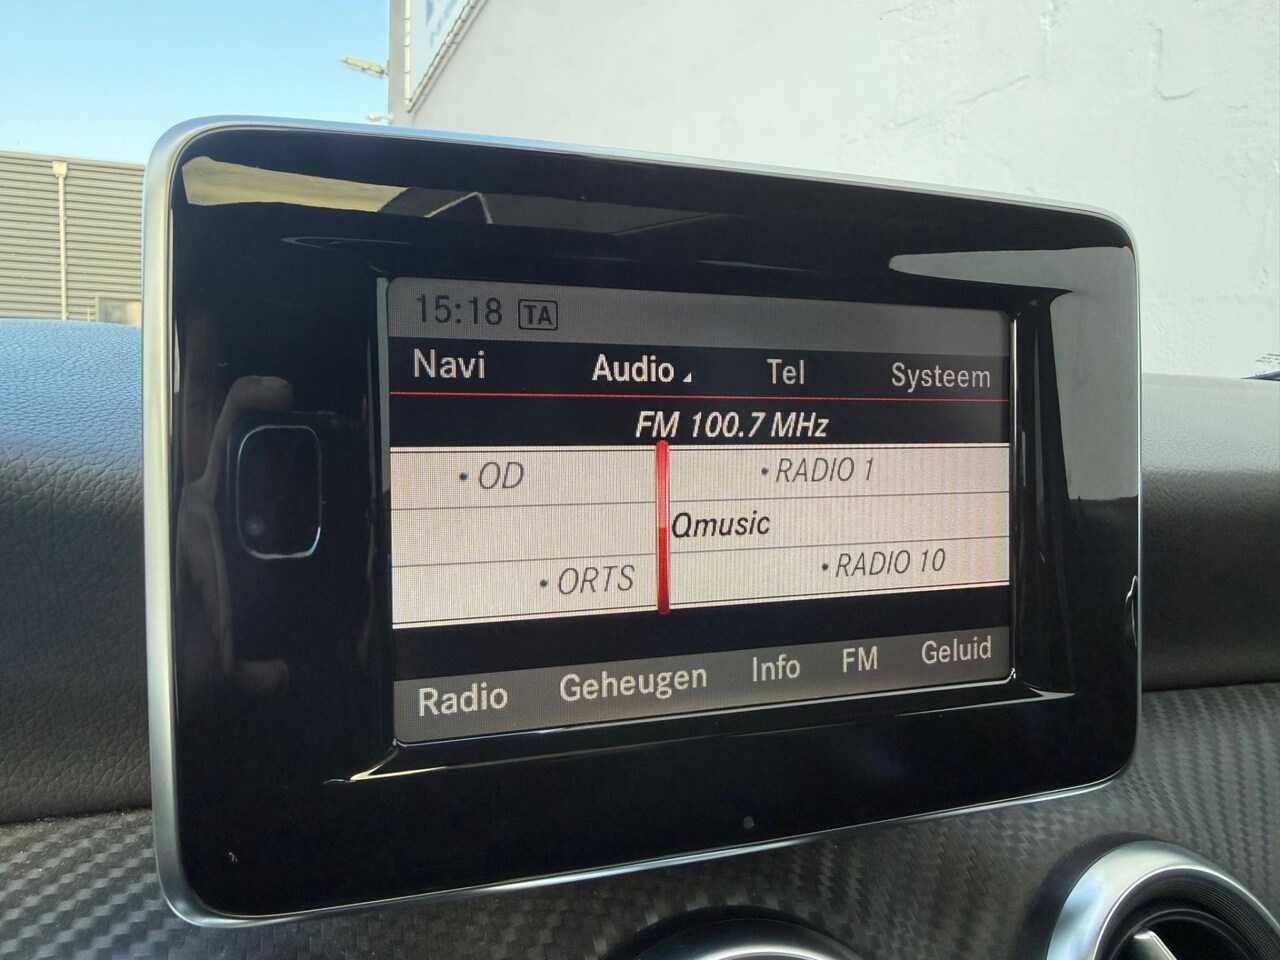 15:18 TA
Navi Audio Tel Systeem
FM 100.7 MHz
• OD • RADIO 1
Qmusic
• ORTS • RADIO 10
Radio Geheugen Info FM Geluid